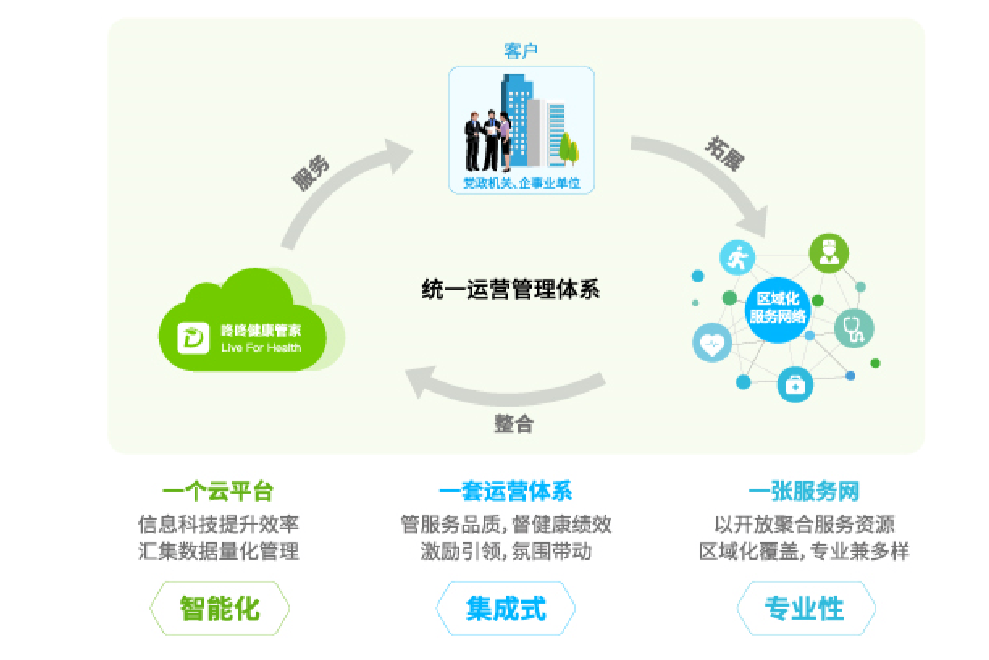 客户
党政机关、企事业单位
服务
拓展
统一运营管理体系
区域化
服务网络
咚咚健康管家
Live For Health
整合
一个云平台
信息科技提升效率
汇集数据量化管理
智能化
一套运营体系
管服务品质, 督健康绩效
激励引领, 氛围带动
集成式
一张服务网
以开放聚合服务资源
区域化覆盖, 专业兼多样
专业性